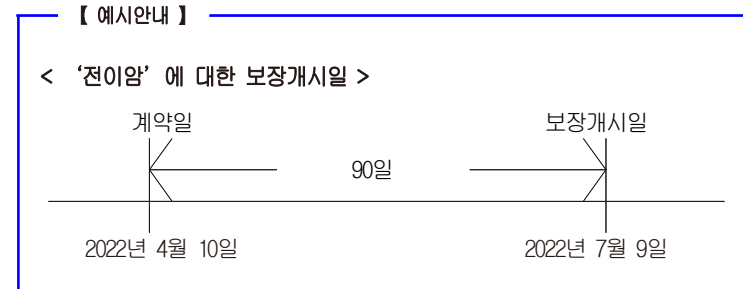 【 예시안내 】
< ‘전이암’ 에 대한 보장개시일 >
계약일 보장개시일
90일
2022년 4월 10일 2022년 7월 9일